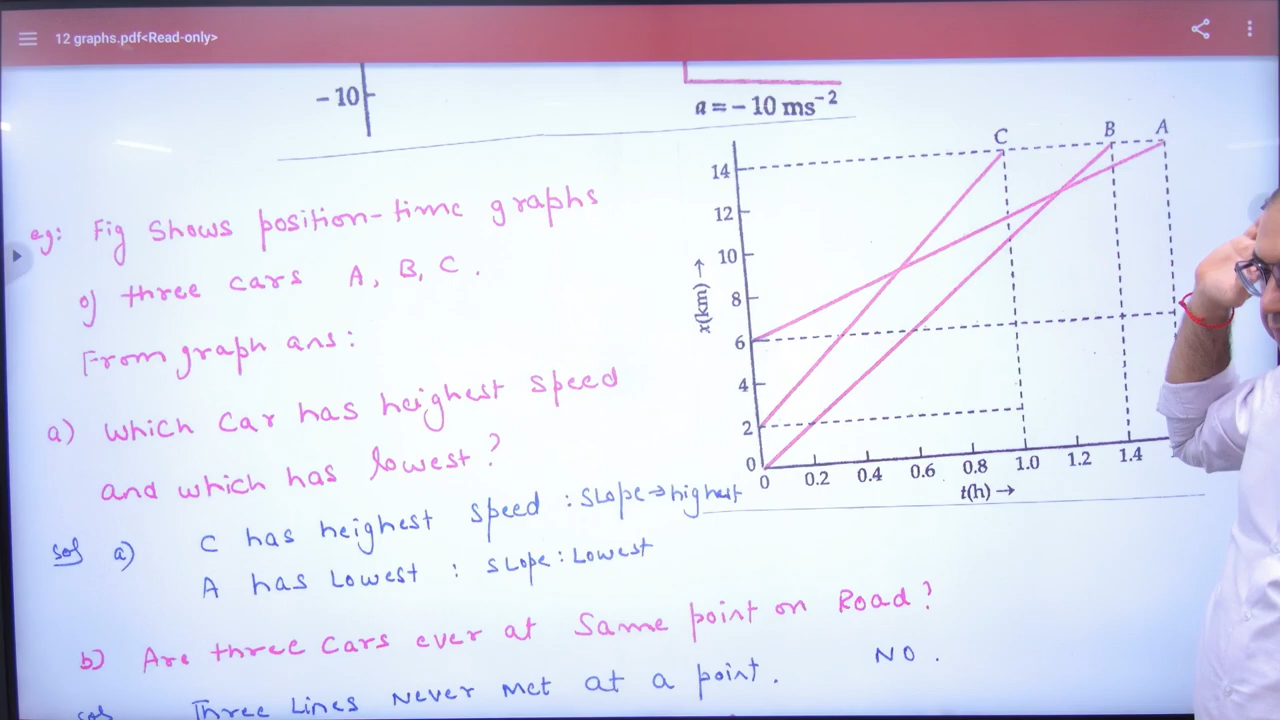 12 graphs.pdf<Read-only>
-10
a = - 10 ms-2
eg: Fig Shows position-time graphs
of three cars A, B, C.
From graph ans:
a) Which Car has heighest speed
and which has lowest?
Sol a) C has heighest speed : SLope→highest
A has Lowest : SLope: Lowest
b) Are three cars ever at Same point on Road?
Sol Three Lines Never Met at a point. NO.
C B A
14
12
10
8
6
4
2
0
x(km) →
0 0.2 0.4 0.6 0.8 1.0 1.2 1.4
t(h) →